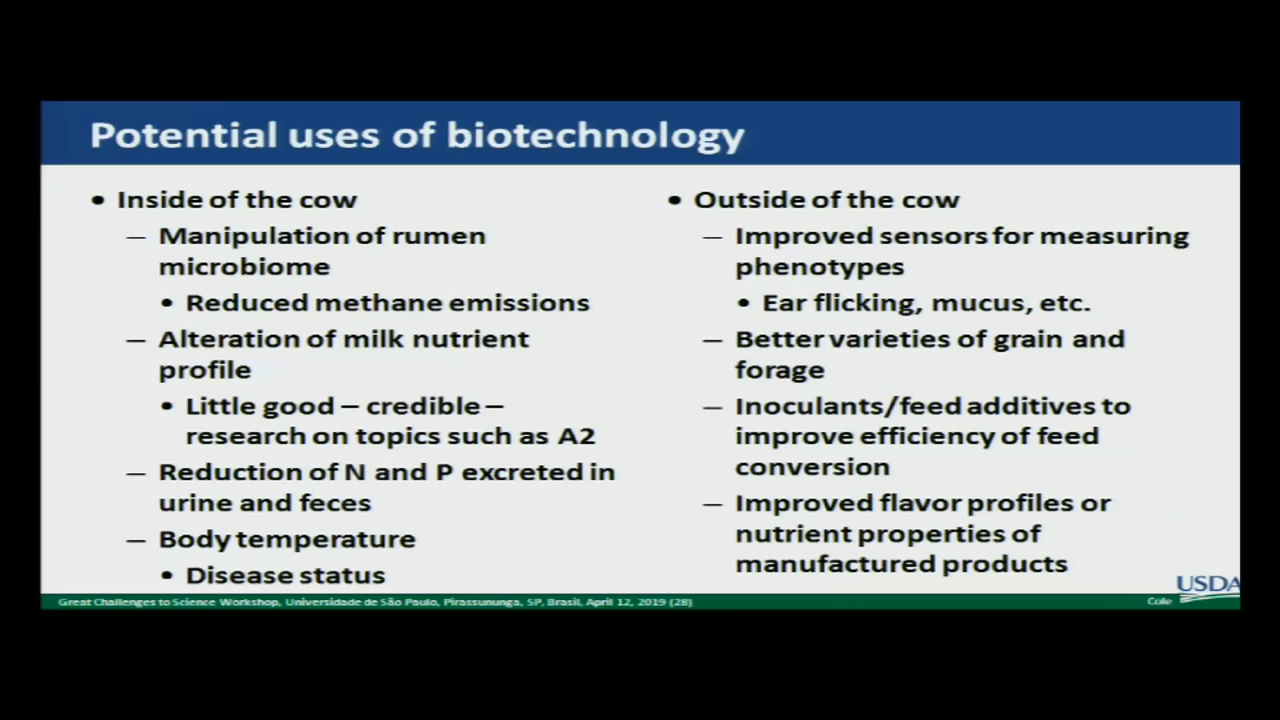 Potential uses of biotechnology
• Inside of the cow
– Manipulation of rumen
microbiome
• Reduced methane emissions
– Alteration of milk nutrient
profile
• Little good – credible –
research on topics such as A2
– Reduction of N and P excreted in
urine and feces
– Body temperature
• Disease status
• Outside of the cow
– Improved sensors for measuring
phenotypes
• Ear flicking, mucus, etc.
– Better varieties of grain and
forage
– Inoculants/feed additives to
improve efficiency of feed
conversion
– Improved flavor profiles or
nutrient properties of
manufactured products
Great Challenges to Science Workshop, Universidade de São Paulo, Pirassununga, SP, Brasil, April 12, 2019 (28)
Cole
USDA